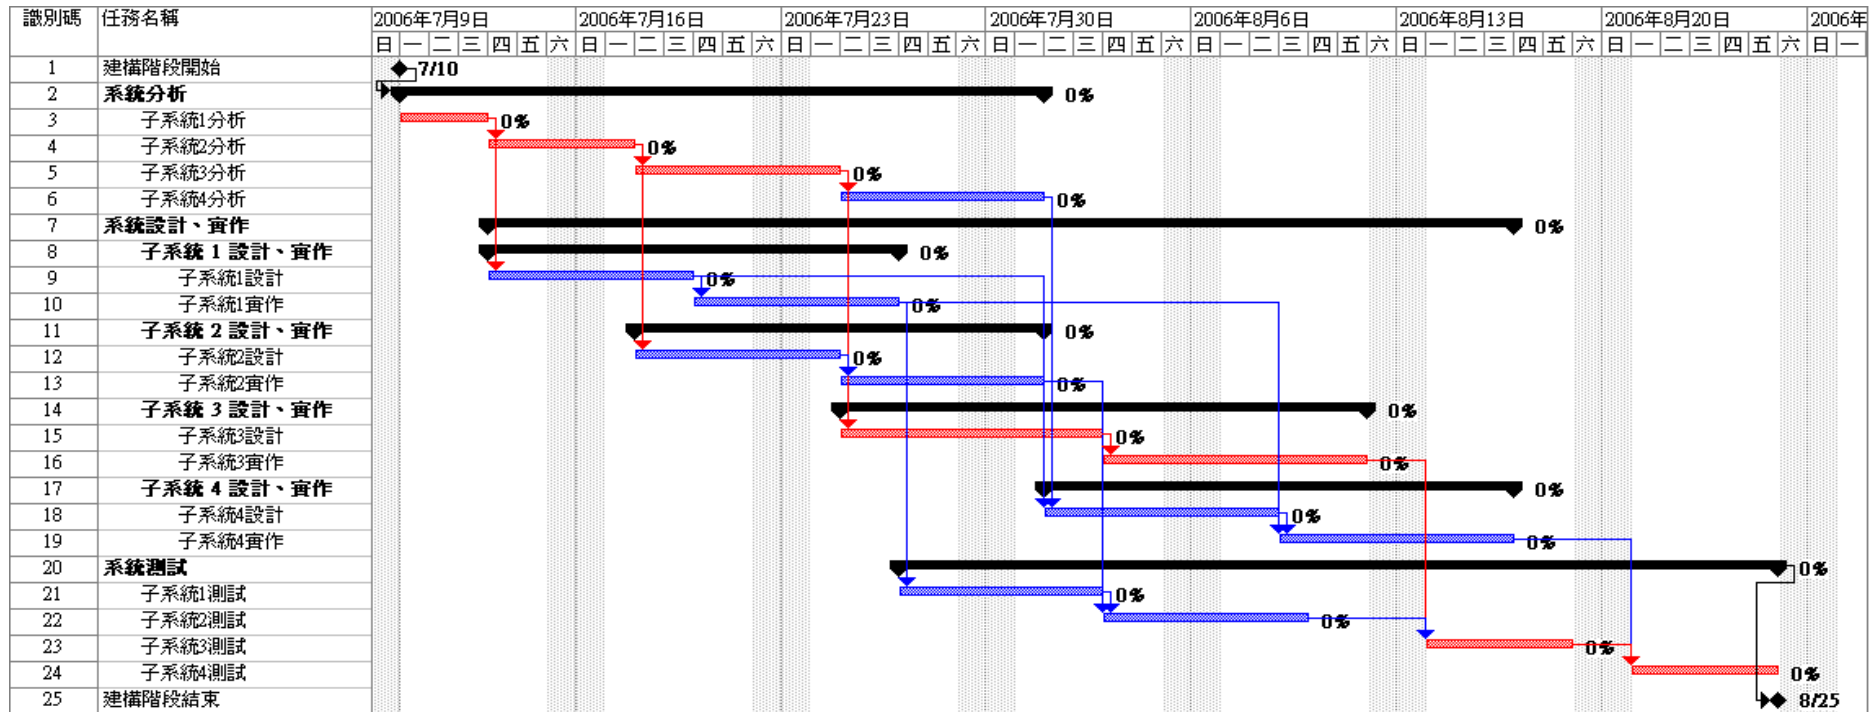 識別碼 任務名稱 2006年7月9日 2006年7月16日 2006年7月23日 2006年7月30日 2006年8月6日 2006年8月13日 2006年8月20日 2006年
日 一 二 三 四 五 六 日 一 二 三 四 五 六 日 一 二 三 四 五 六 日 一 二 三 四 五 六 日 一 二 三 四 五 六 日 一 二 三 四 五 六 日 一 二 三 四 五 六 日 一
1 建構階段開始 7/10
2 系統分析 0%
3 子系統1分析 0%
4 子系統2分析 0%
5 子系統3分析 0%
6 子系統4分析 0%
7 系統設計、實作 0%
8 子系統 1 設計、實作 0%
9 子系統1設計 0%
10 子系統1實作 0%
11 子系統 2 設計、實作 0%
12 子系統2設計 0%
13 子系統2實作 0%
14 子系統 3 設計、實作 0%
15 子系統3設計 0%
16 子系統3實作 0%
17 子系統 4 設計、實作 0%
18 子系統4設計 0%
19 子系統4實作 0%
20 系統測試 0%
21 子系統1測試 0%
22 子系統2測試 0%
23 子系統3測試 0%
24 子系統4測試 0%
25 建構階段結束 8/25